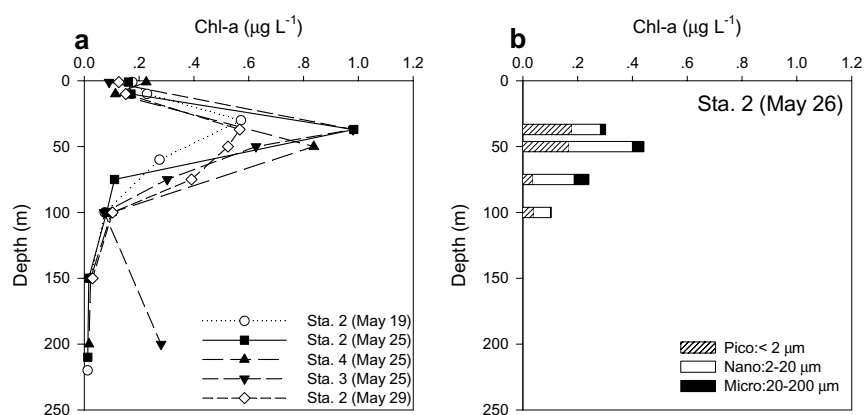 Chl-a (µg L-1)
a
0.0 .2 .4 .6 .8 1.0 1.2
0
50
100
150
200
250
Depth (m)
Sta. 2 (May 19)
Sta. 2 (May 25)
Sta. 4 (May 25)
Sta. 3 (May 25)
Sta. 2 (May 29)
Chl-a (µg L-1)
b
0.0 .2 .4 .6 .8 1.0 1.2
Sta. 2 (May 26)
0
50
100
150
200
250
Depth (m)
Pico:< 2 µm
Nano:2-20 µm
Micro:20-200 µm